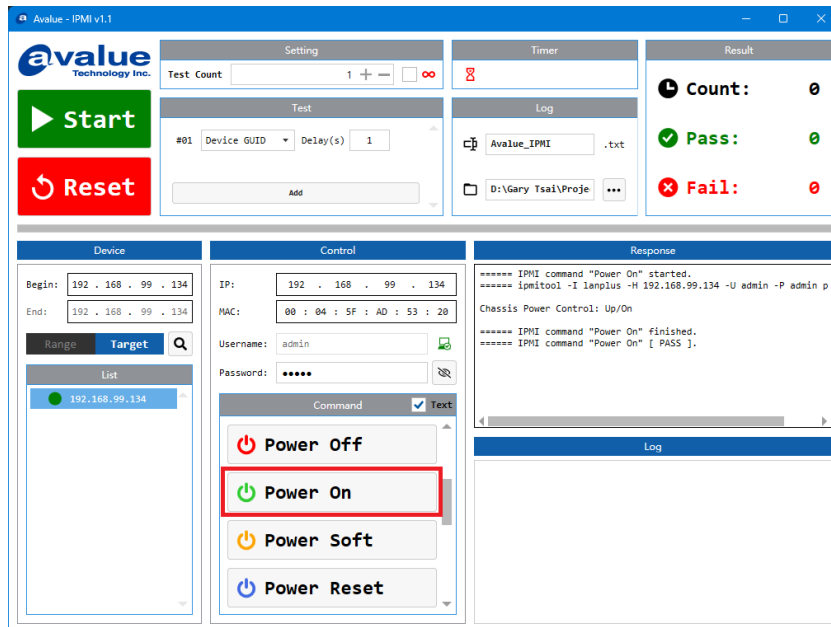 Avalue - IPMI v1.1
avalue
Technology Inc.
Start
Reset
Setting
Test Count 1
Test
#01 Device GUID Delay(s) 1
Add
Timer
Log
Avalue_IPMI .txt
D:\Gary Tsai\Proje ...
Result
Count: 0
Pass: 0
Fail: 0
Device
Begin: 192 . 168 . 99 . 134
End: 192 . 168 . 99 . 134
Range Target
List
192.168.99.134
Control
IP: 192 . 168 . 99 . 134
MAC: 00 : 04 : 5F : AD : 53 : 20
Username: admin
Password: •••••
Command Text
Power Off
Power On
Power Soft
Power Reset
Response
====== IPMI command "Power On" started.
====== ipmitool -I lanplus -H 192.168.99.134 -U admin -P admin p
Chassis Power Control: Up/On
====== IPMI command "Power On" finished.
====== IPMI command "Power On" [ PASS ].
Log